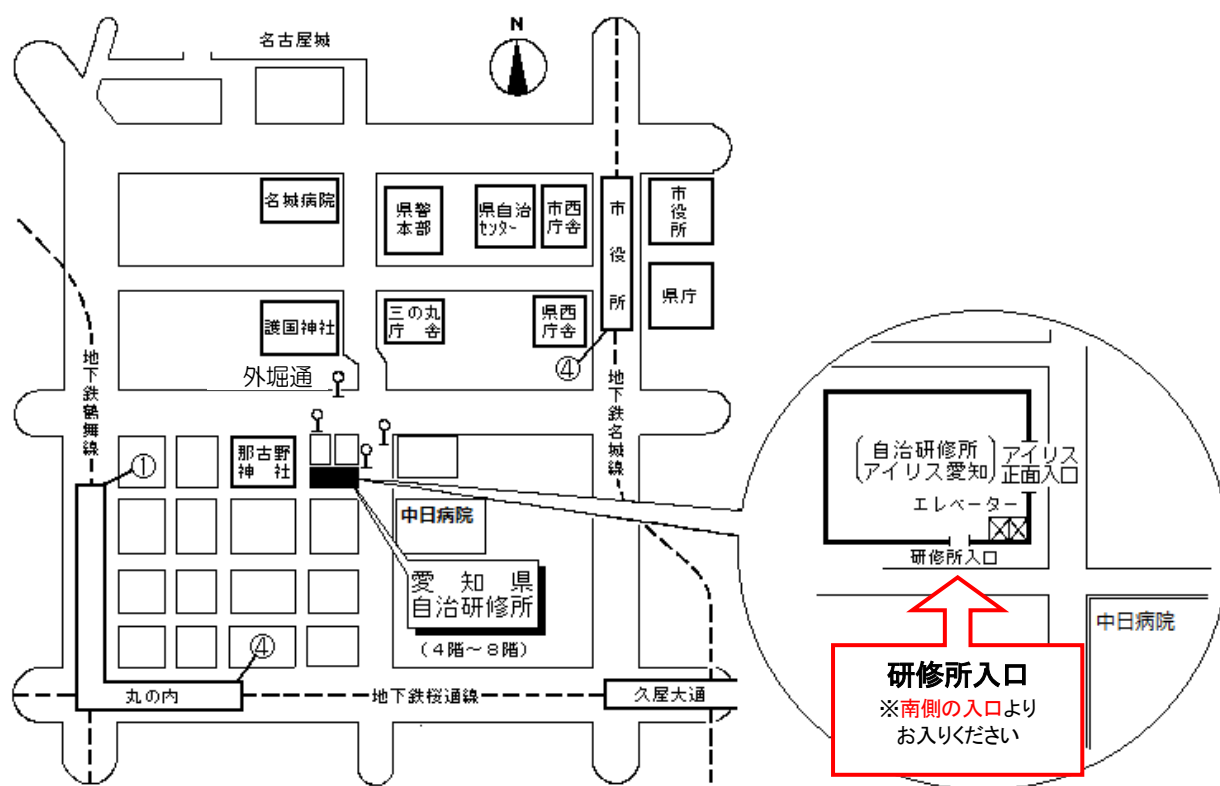 N
名古屋城
名城病院
県警
本部
県自治
センター
市西
庁舎
市役所
市
役
所
護国神社
三の丸
庁舎
県西
庁舎
県庁
④
外堀通
地下鉄鶴舞線
地下鉄名城線
那古野
神社
①
中日病院
愛知県
自治研修所
(4階～8階)
④
丸の内
地下鉄桜通線
久屋大通
自治研修所
アイリス愛知
アイリス
正面入口
エレベーター
研修所入口
中日病院
研修所入口
※南側の入口より
お入りください